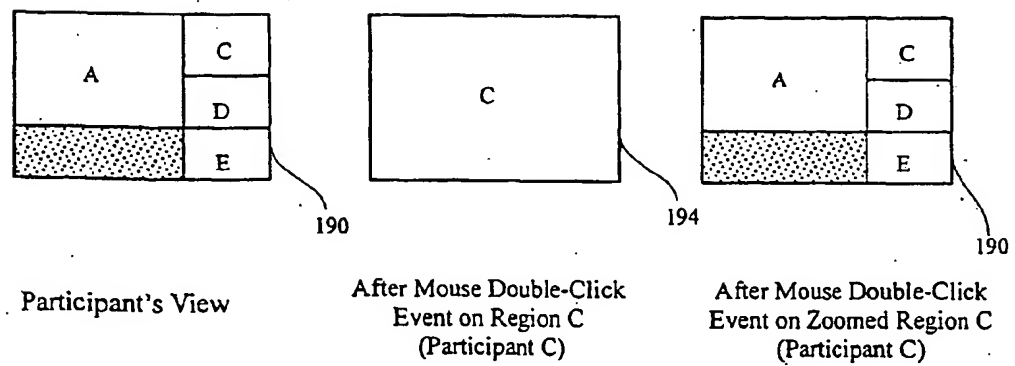 A
C
D
E
190
C
194
A
C
D
E
190
Participant's View
After Mouse Double-Click
Event on Region C
(Participant C)
After Mouse Double-Click
Event on Zoomed Region C
(Participant C)